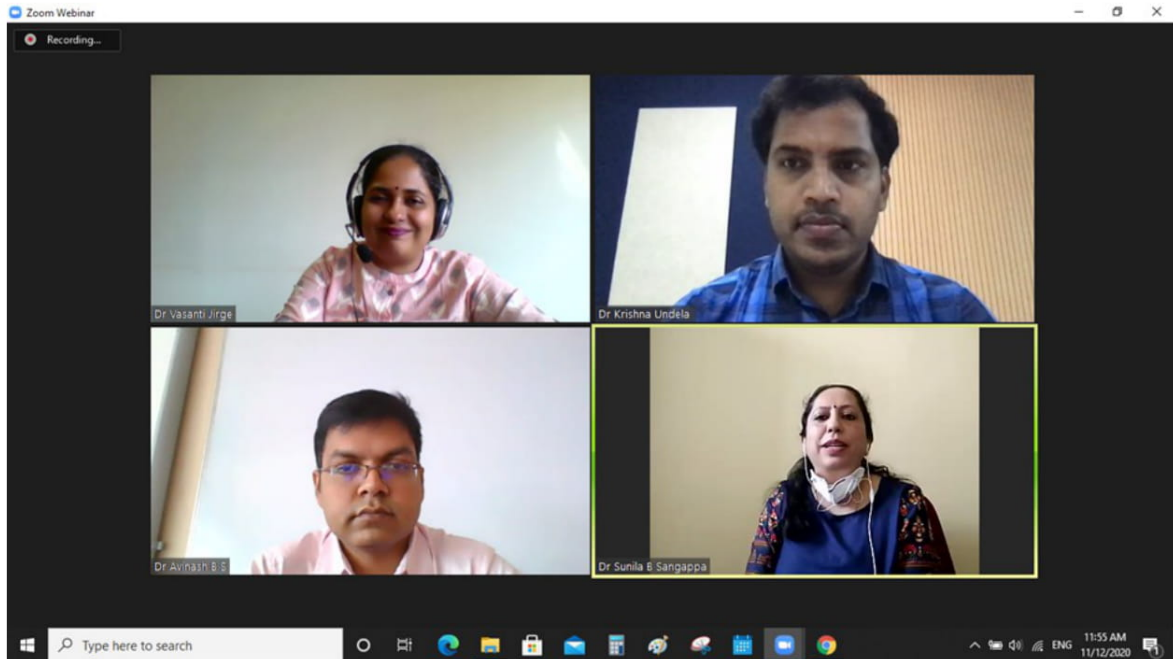 Zoom Webinar
Recording...
Dr Vasanti Jirge
Dr Krishna Undela
Dr Avinash B S
Dr Sunila B Sangappa
Type here to search
ENG
11:55 AM
11/12/2020
1